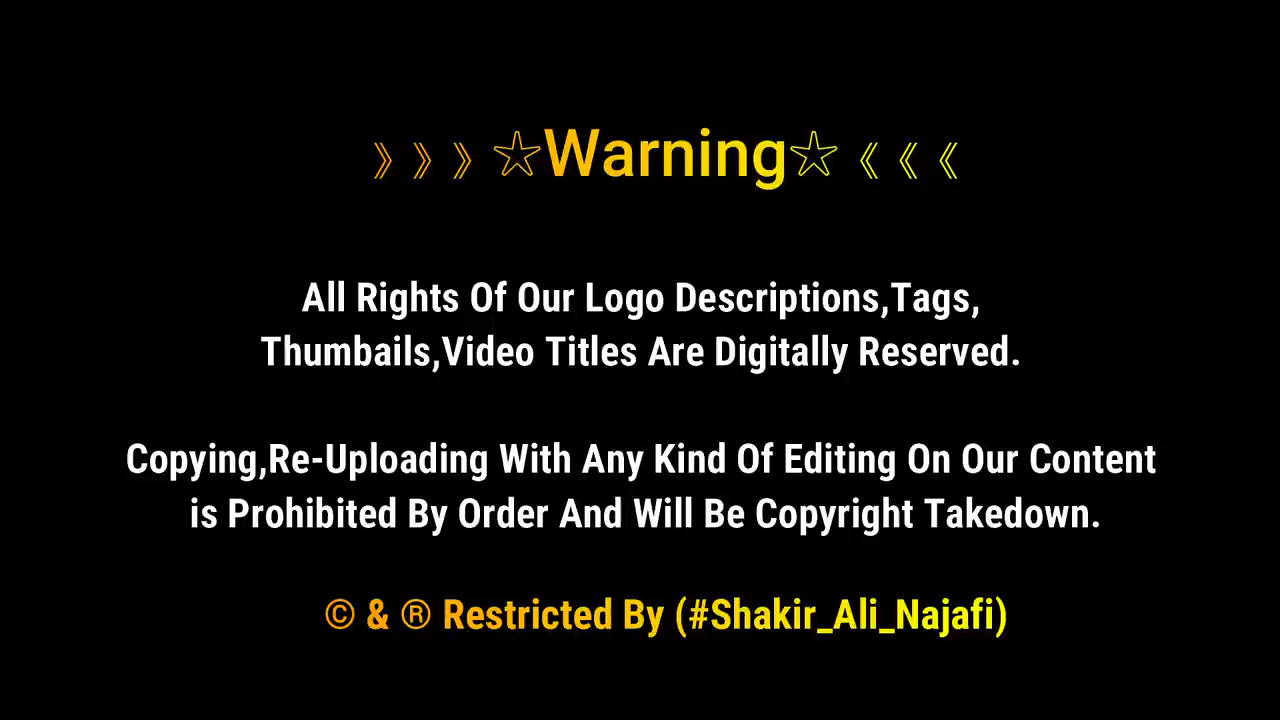 》》》☆Warning☆《《《
All Rights Of Our Logo Descriptions,Tags,
Thumbails,Video Titles Are Digitally Reserved.
Copying,Re-Uploading With Any Kind Of Editing On Our Content
is Prohibited By Order And Will Be Copyright Takedown.
© & ® Restricted By (#Shakir_Ali_Najafi)